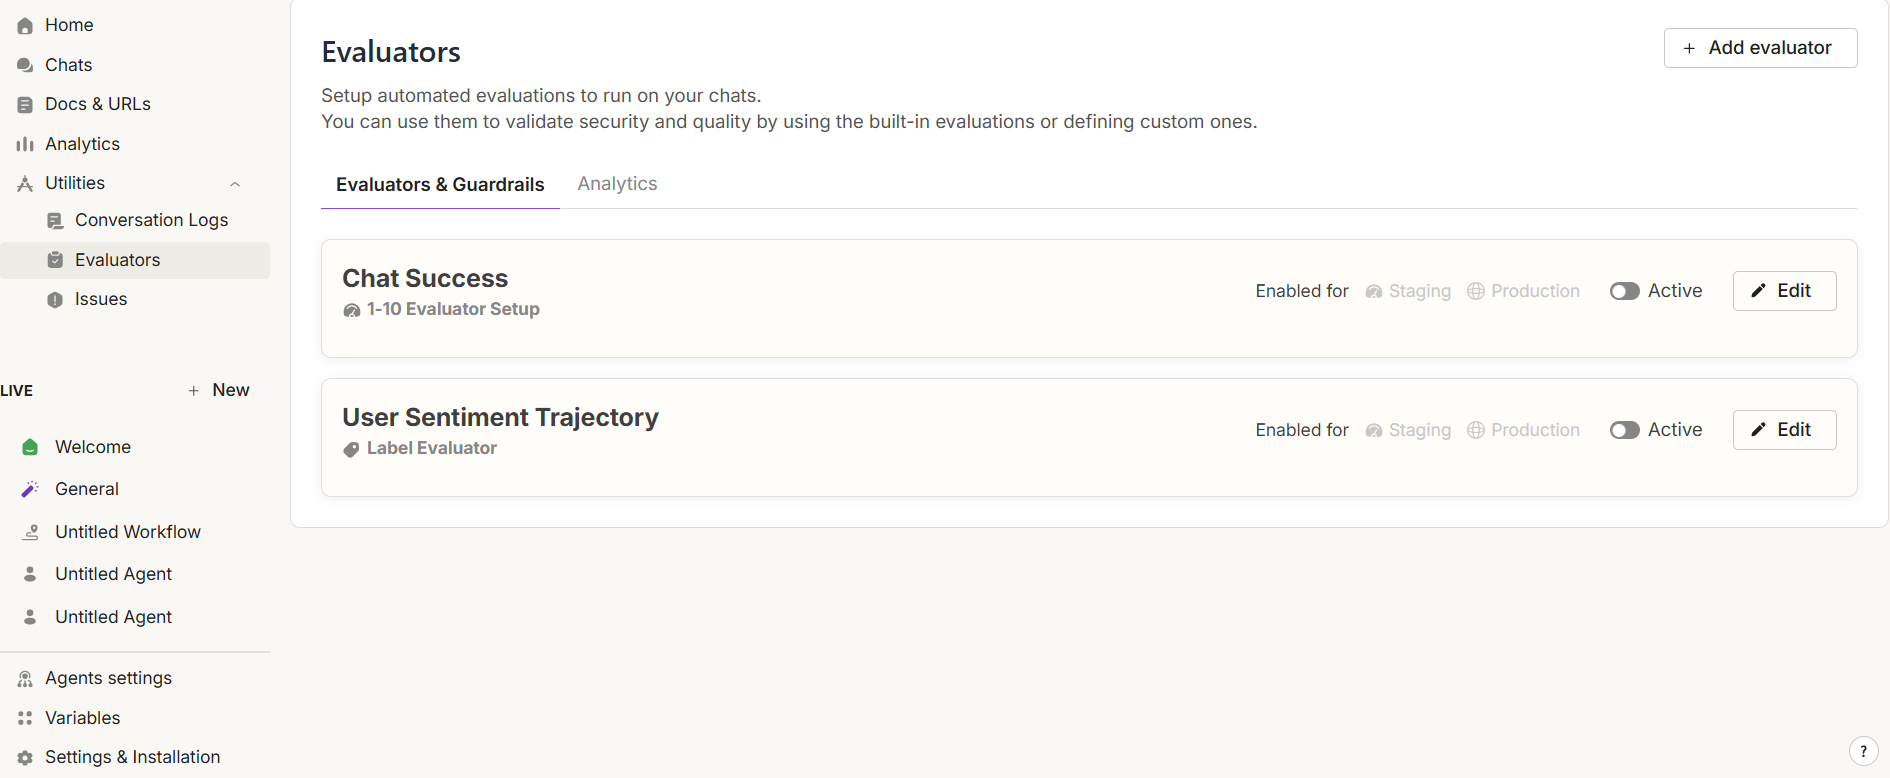 Home
Chats
Docs & URLs
Analytics
Utilities
Conversation Logs
Evaluators
Issues
LIVE
+ New
Welcome
General
Untitled Workflow
Untitled Agent
Untitled Agent
Agents settings
Variables
Settings & Installation
Evaluators
+ Add evaluator
Setup automated evaluations to run on your chats.
You can use them to validate security and quality by using the built-in evaluations or defining custom ones.
Evaluators & Guardrails Analytics
Chat Success
1-10 Evaluator Setup
Enabled for Staging Production Active Edit
User Sentiment Trajectory
Label Evaluator
Enabled for Staging Production Active Edit
?